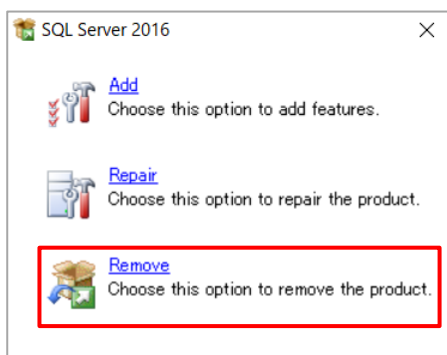 SQL Server 2016
Add
Choose this option to add features.
Repair
Choose this option to repair the product.
Remove
Choose this option to remove the product.